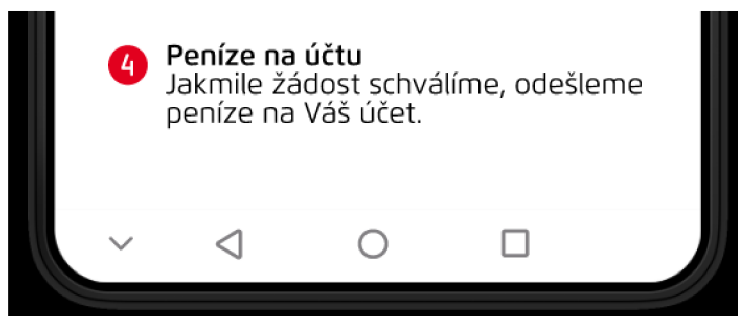 4 Peníze na účtu
Jakmile žádost schválíme, odešleme
peníze na Váš účet.